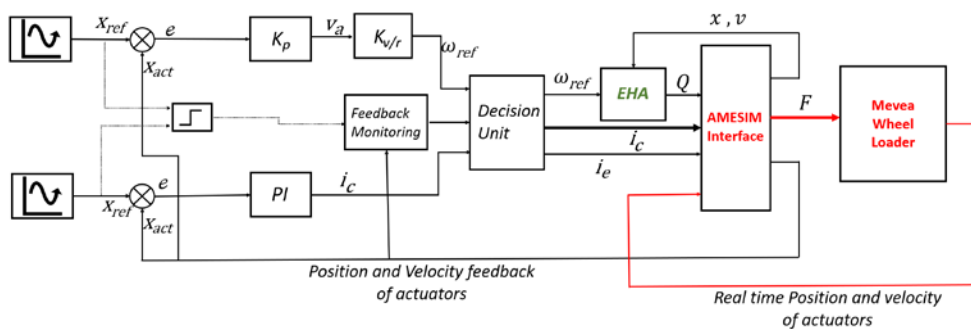 x_ref
e
K_p
v_a
K_v/r
ω_ref
x_act
x , v
ω_ref
EHA
Q
Feedback
Monitoring
Decision
Unit
AMESIM
Interface
F
Mevea
Wheel
Loader
i_c
i_e
x_ref
e
PI
i_c
x_act
Position and Velocity feedback
of actuators
Real time Position and velocity
of actuators